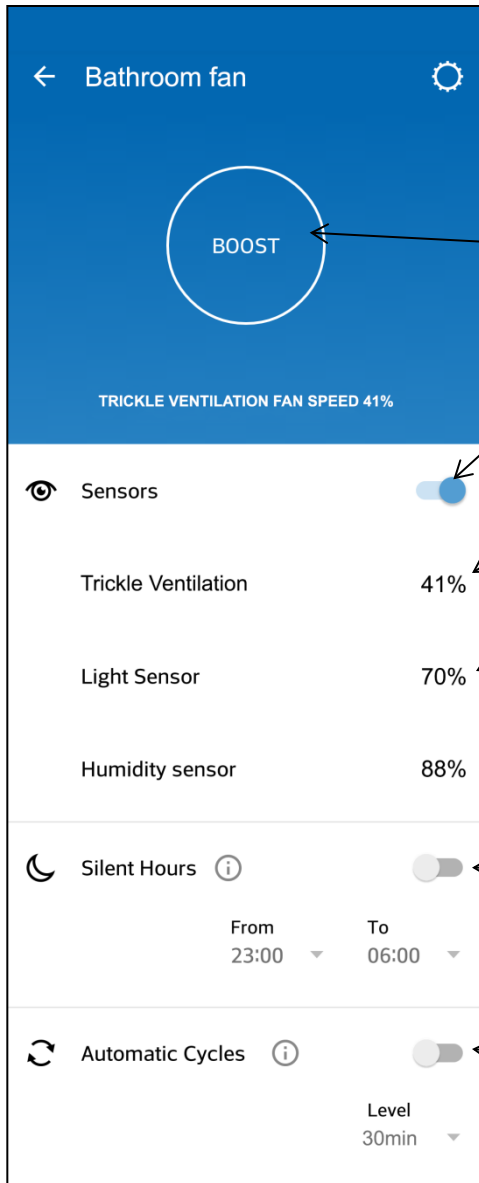 Bathroom fan
BOOST
TRICKLE VENTILATION FAN SPEED 41%
Sensors
Trickle Ventilation 41%
Light Sensor 70%
Humidity sensor 88%
Silent Hours
From To
23:00 06:00
Automatic Cycles
Level
30min